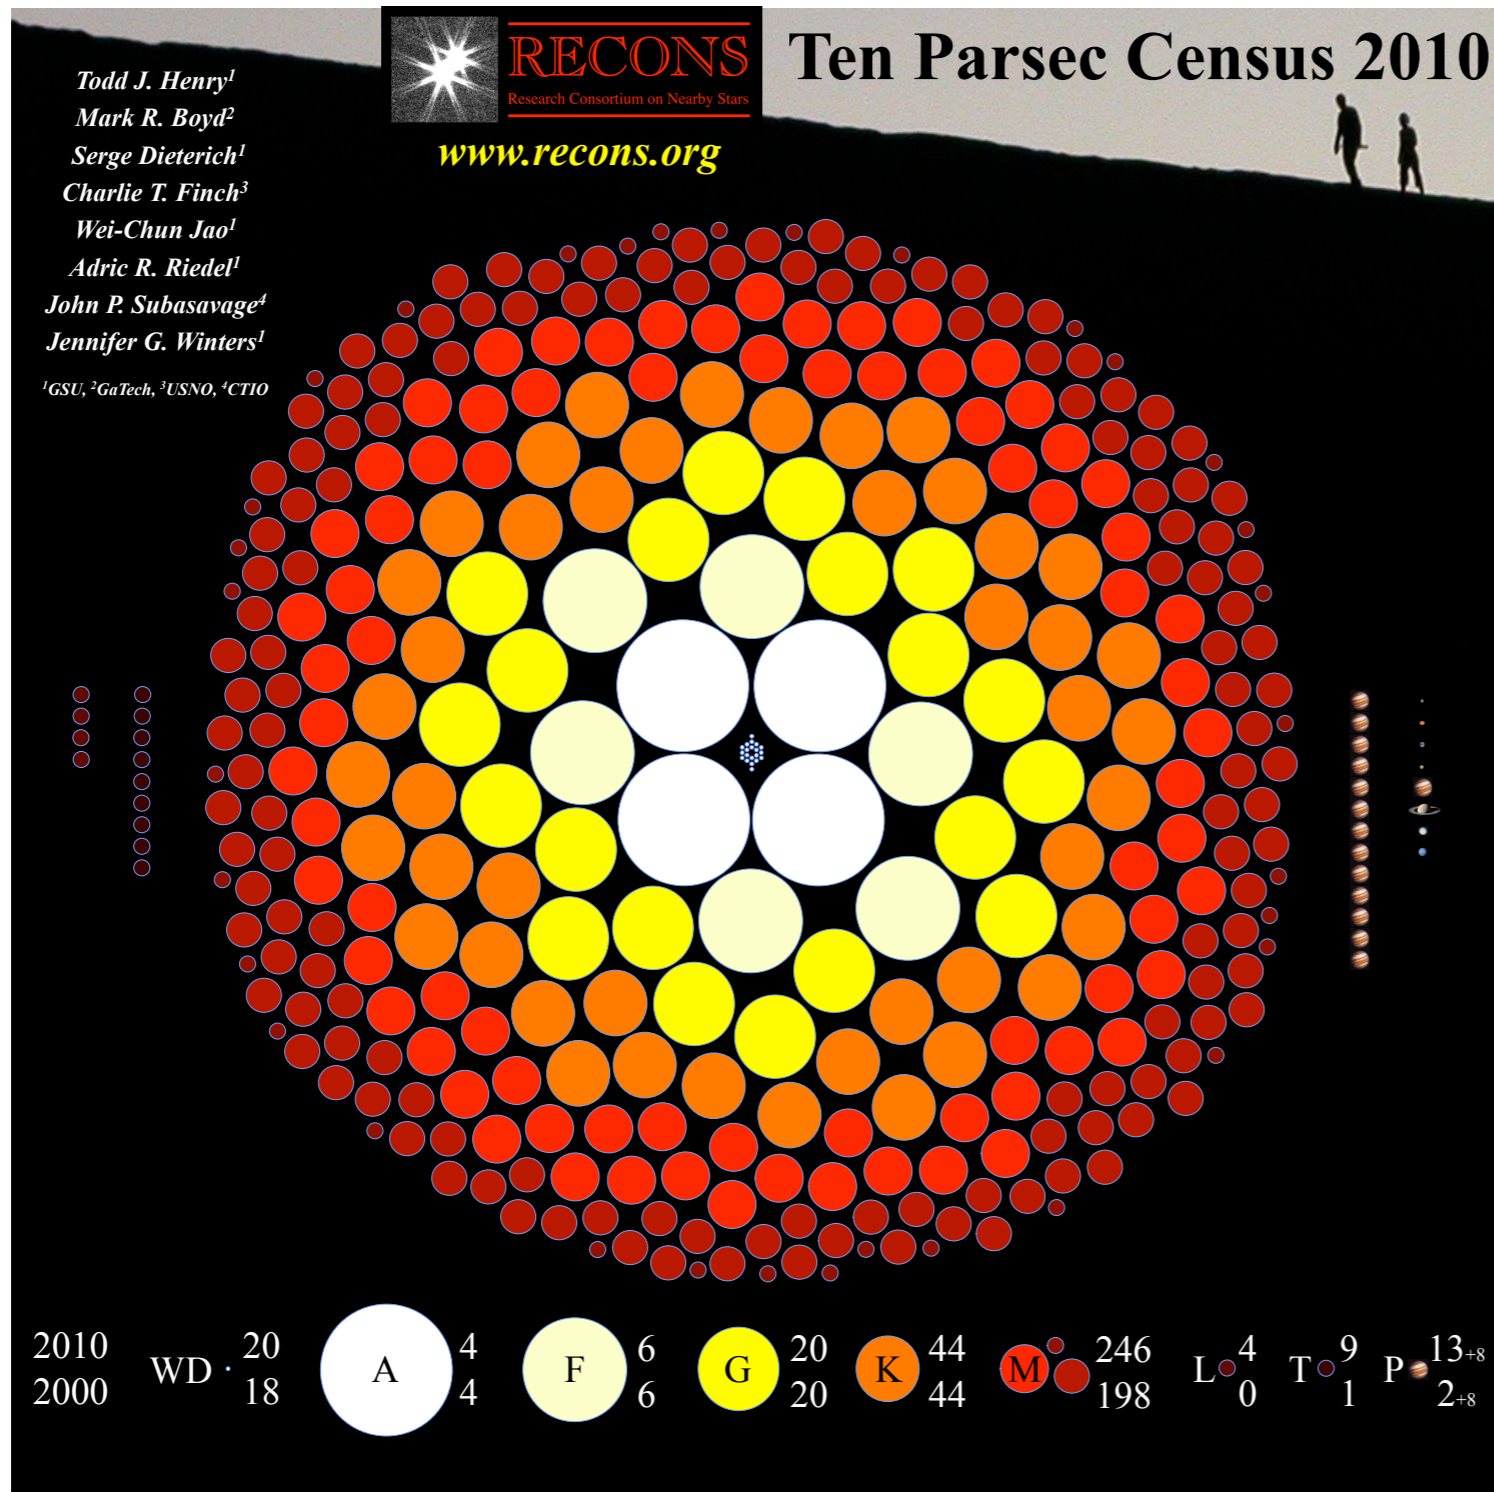 RECONS
Research Consortium on Nearby Stars
www.recons.org
Ten Parsec Census 2010
Todd J. Henry1
Mark R. Boyd2
Serge Dieterich1
Charlie T. Finch3
Wei-Chun Jao1
Adric R. Riedel1
John P. Subasavage4
Jennifer G. Winters1
1GSU, 2GaTech, 3USNO, 4CTIO
2010 20 4 6 20 44 246 4 9 13+8
WD A F G K M L T P
2000 18 4 6 20 44 198 0 1 2+8